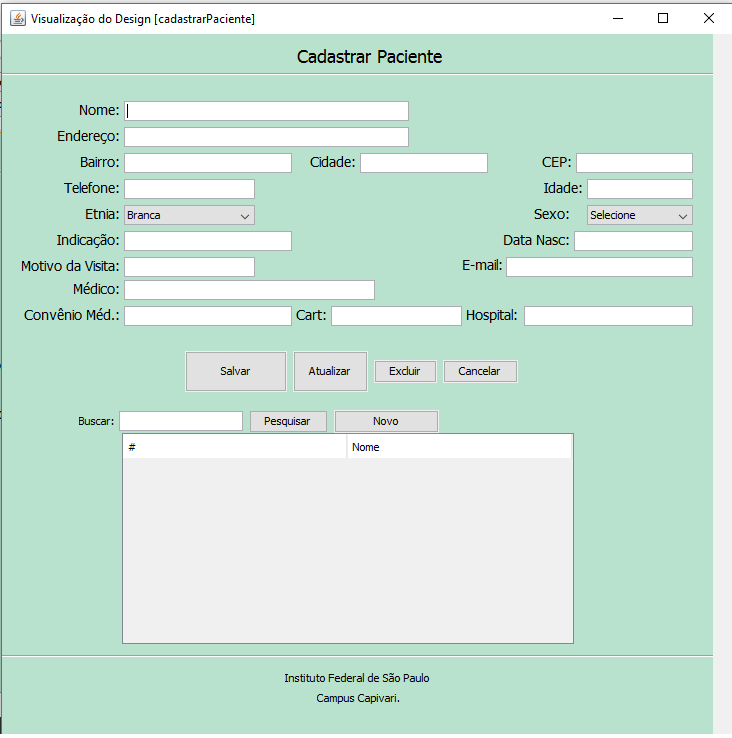 Visualização do Design [cadastrarPaciente]
Cadastrar Paciente
Nome:
Endereço:
Bairro: Cidade: CEP:
Telefone: Idade:
Etnia: Branca Sexo: Selecione
Indicação: Data Nasc:
Motivo da Visita: E-mail:
Médico:
Convênio Méd.: Cart: Hospital:
Salvar Atualizar Excluir Cancelar
Buscar: Pesquisar Novo
# Nome
Instituto Federal de São Paulo
Campus Capivari.